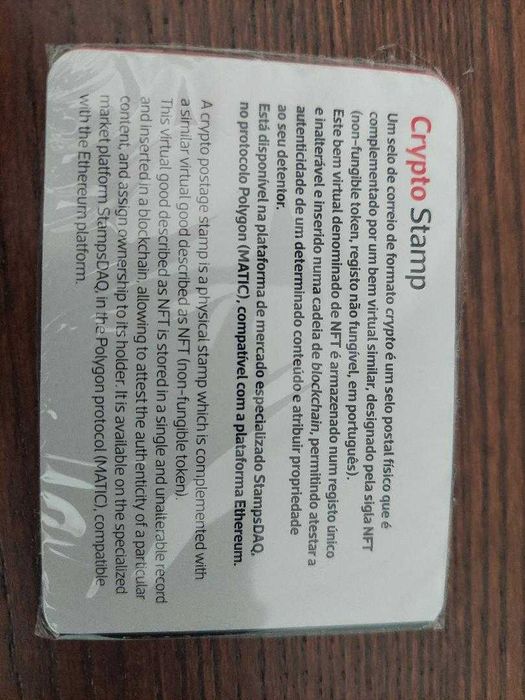 Crypto Stamp
Um selo de correio de formato crypto é um selo postal físico que é
complementado por um bem virtual similar, designado pela sigla NFT
(non-fungible token, registo não fungível, em português).
Este bem virtual denominado de NFT é armazenado num registo único
e inalterável e inserido numa cadeia de blockchain, permitindo atestar a
autenticidade de um determinado conteúdo e atribuir propriedade
ao seu detentor.
Está disponível na plataforma de mercado especializado StampsDAQ,
no protocolo Polygon (MATIC), compatível com a plataforma Ethereum.
A crypto postage stamp is a physical stamp which is complemented with
a similar virtual good described as NFT (non-fungible token).
This virtual good described as NFT is stored in a single and unalterable record
and inserted in a blockchain, allowing to attest the authenticity of a particular
content, and assign ownership to its holder. It is available on the specialized
market platform StampsDAQ, in the Polygon protocol (MATIC), compatible
with the Ethereum platform.